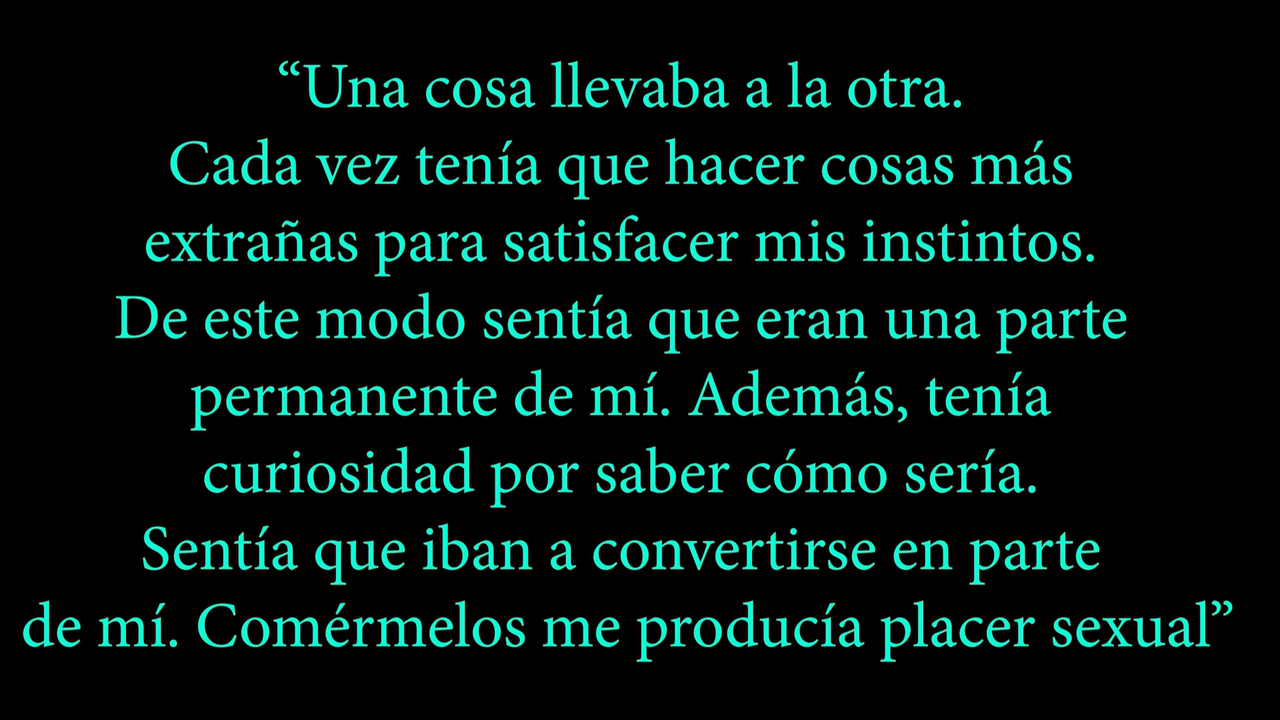 “Una cosa llevaba a la otra.
Cada vez tenía que hacer cosas más
extrañas para satisfacer mis instintos.
De este modo sentía que eran una parte
permanente de mí. Además, tenía
curiosidad por saber cómo sería.
Sentía que iban a convertirse en parte
de mí. Comérmelos me producía placer sexual”